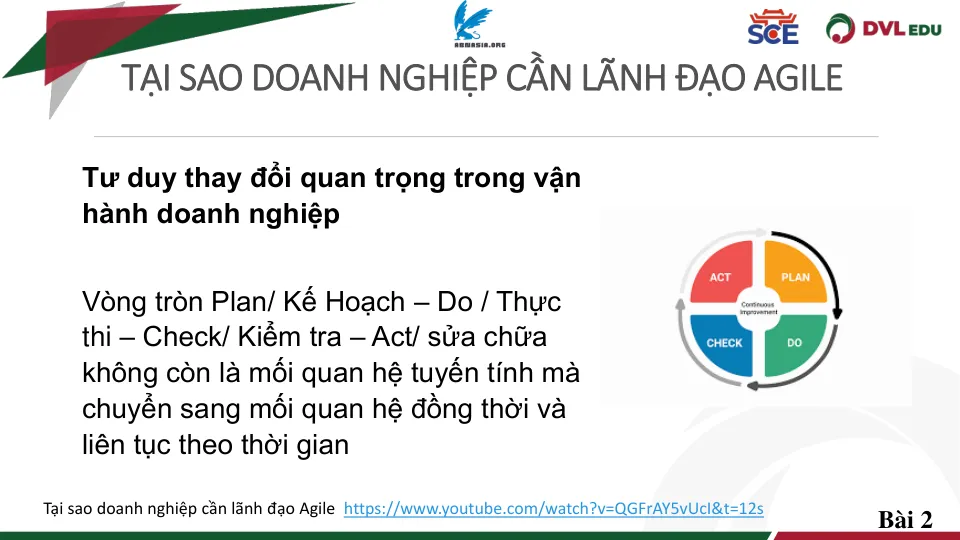 ARMASIA.ORG
SCE
DVL EDU
TẠI SAO DOANH NGHIỆP CẦN LÃNH ĐẠO AGILE
Tư duy thay đổi quan trọng trong vận
hành doanh nghiệp
Vòng tròn Plan/ Kế Hoạch – Do / Thực
thi – Check/ Kiểm tra – Act/ sửa chữa
không còn là mối quan hệ tuyến tính mà
chuyển sang mối quan hệ đồng thời và
liên tục theo thời gian
ACT
PLAN
Continuous
Improvement
CHECK
DO
Tại sao doanh nghiệp cần lãnh đạo Agile https://www.youtube.com/watch?v=QGFrAY5vUcI&t=12s
Bài 2